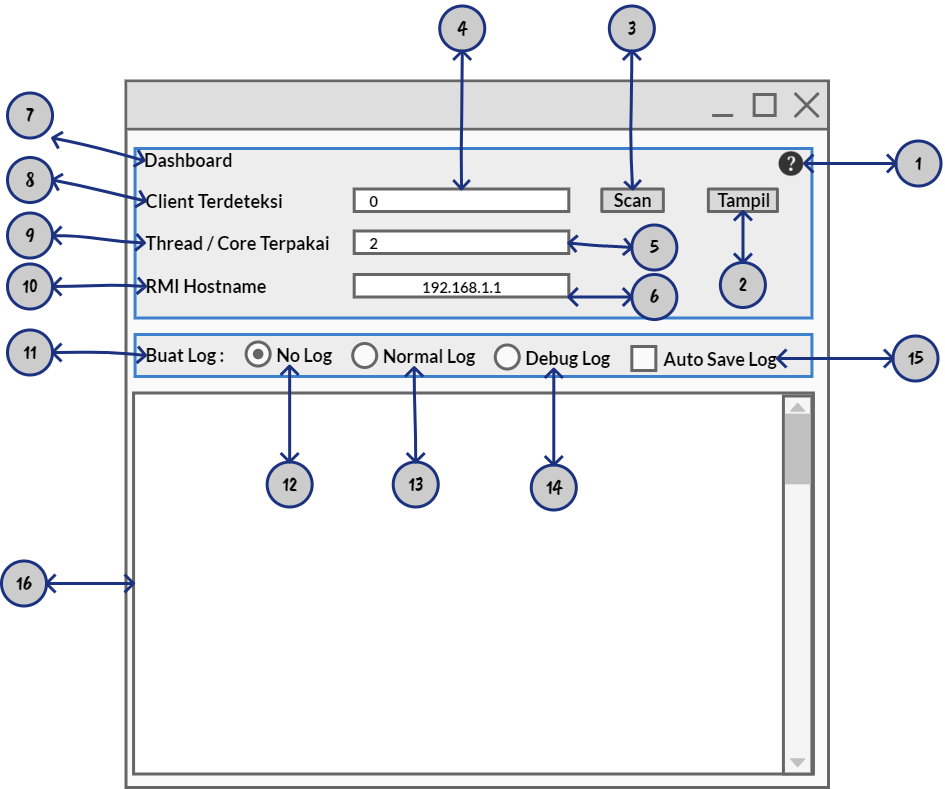 4
3
7
Dashboard
?
1
8
Client Terdeteksi
0
Scan
Tampil
9
Thread / Core Terpakai
2
5
10
RMI Hostname
192.168.1.1
6
2
11
Buat Log :
No Log
Normal Log
Debug Log
Auto Save Log
15
12
13
14
16